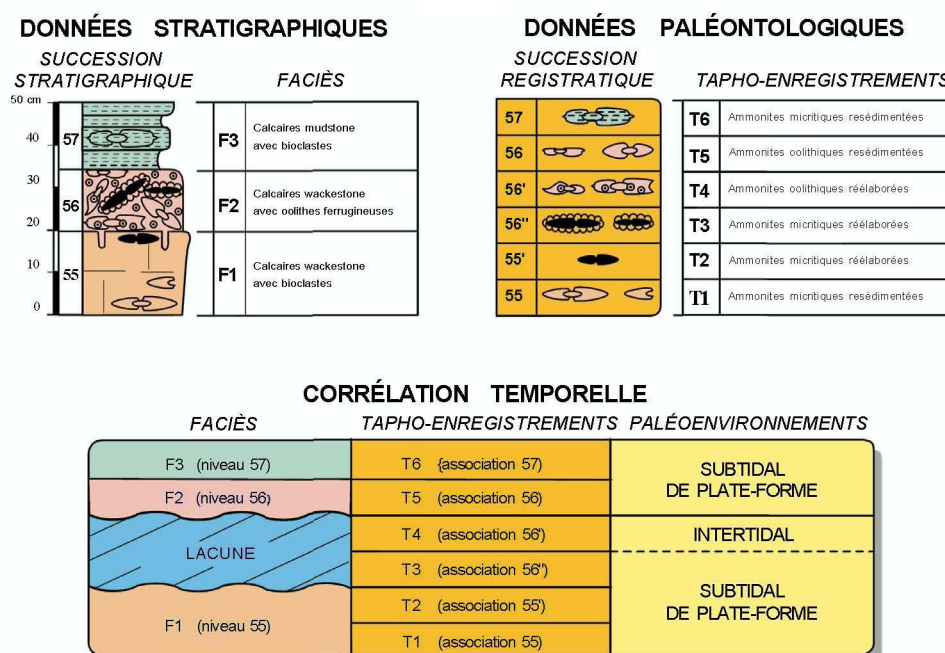 DONNÉES STRATIGRAPHIQUES
SUCCESSION
STRATIGRAPHIQUE
FACIÈS
50 cm
40
30
20
10
0
57
56
55
F3
Calcaires mudstone
avec bioclastes
F2
Calcaires wackestone
avec oolithes ferrugineuses
F1
Calcaires wackestone
avec bioclastes
DONNÉES PALÉONTOLOGIQUES
SUCCESSION
REGISTRATIQUE
TAPHO-ENREGISTREMENTS
57
T6 Ammonites micritiques resédimentées
56
T5 Ammonites oolithiques resédimentées
56'
T4 Ammonites oolithiques réélaborées
56"
T3 Ammonites micritiques réélaborées
55'
T2 Ammonites micritiques réélaborées
55
T1 Ammonites micritiques resédimentées
CORRÉLATION TEMPORELLE
FACIÈS
TAPHO-ENREGISTREMENTS
PALÉOENVIRONNEMENTS
F3 (niveau 57)
F2 (niveau 56)
LACUNE
F1 (niveau 55)
T6 (association 57)
T5 (association 56)
T4 (association 56')
T3 (association 56")
T2 (association 55')
T1 (association 55)
SUBTIDAL
DE PLATE-FORME
INTERTIDAL
SUBTIDAL
DE PLATE-FORME